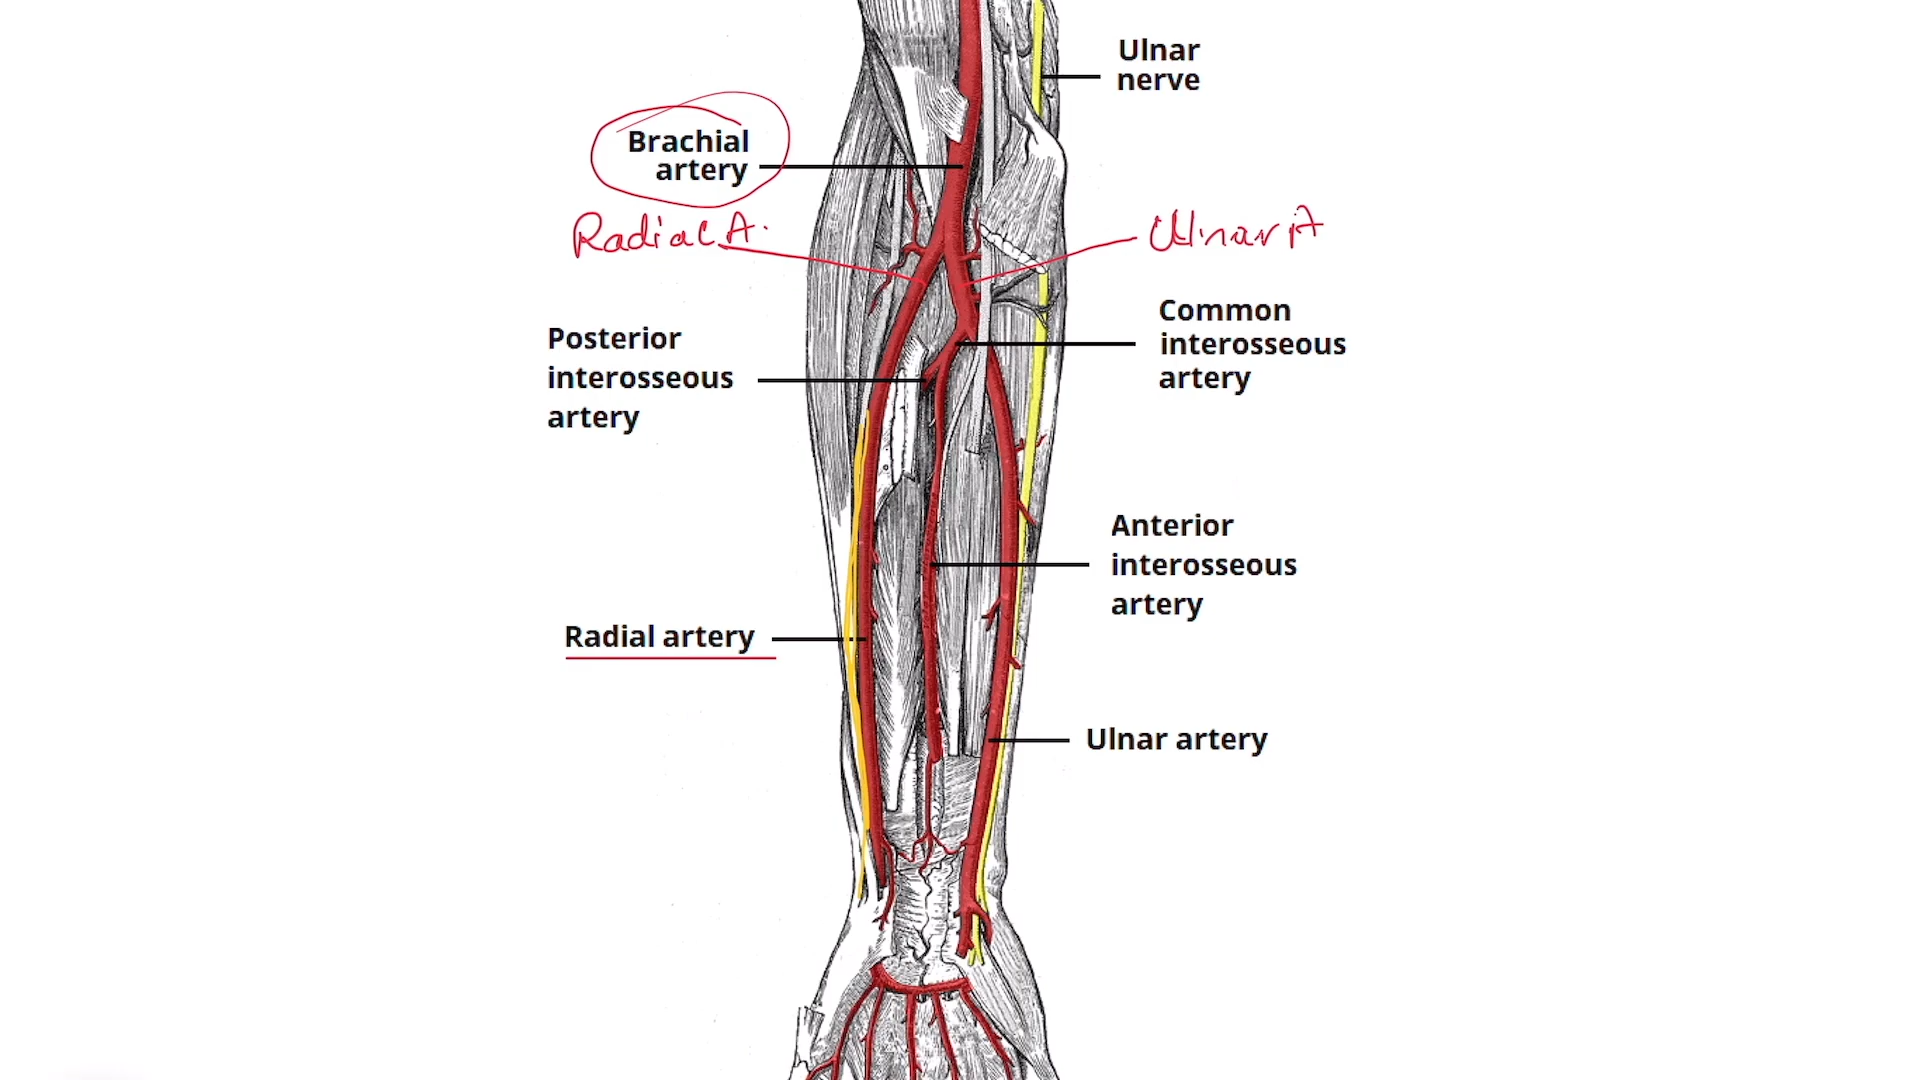 Ulnar
nerve
Brachial
artery
Radial A.
Ulnar A
Common
interosseous
artery
Posterior
interosseous
artery
Anterior
interosseous
artery
Radial artery
Ulnar artery